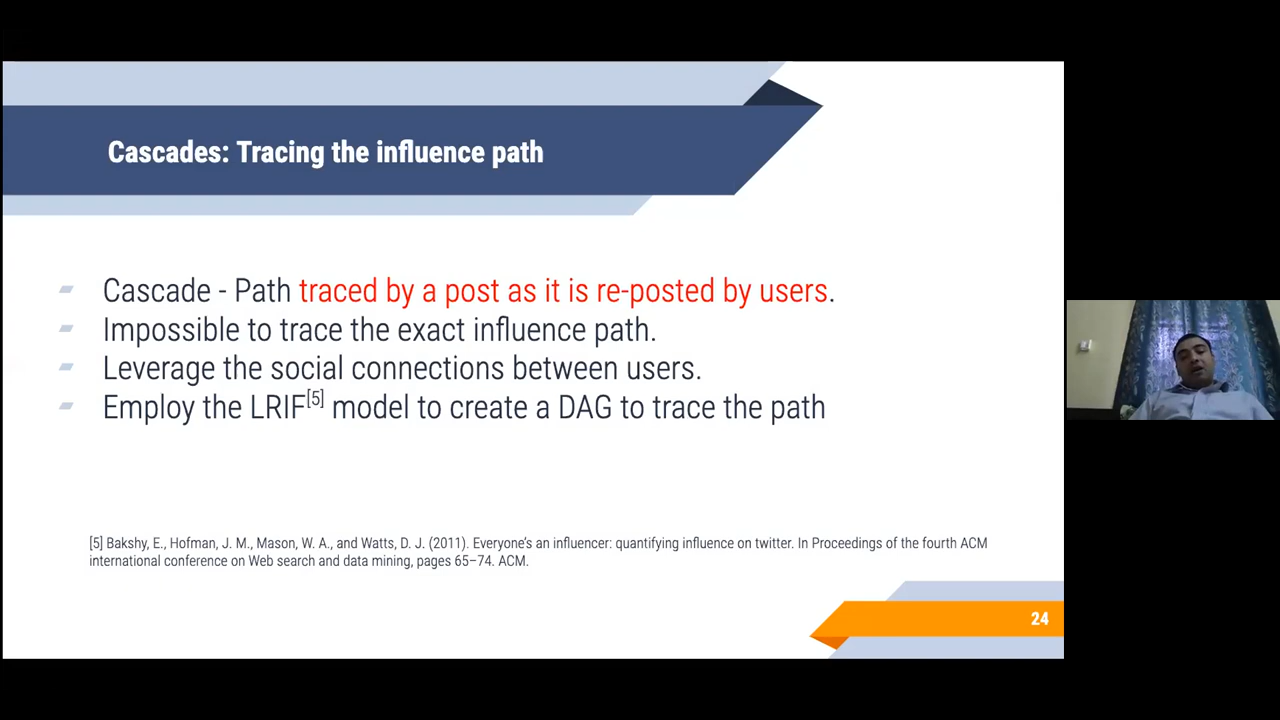 Cascades: Tracing the influence path
Cascade - Path traced by a post as it is re-posted by users.
Impossible to trace the exact influence path.
Leverage the social connections between users.
Employ the LRIF[5] model to create a DAG to trace the path
[5] Bakshy, E., Hofman, J. M., Mason, W. A., and Watts, D. J. (2011). Everyone's an influencer: quantifying influence on twitter. In Proceedings of the fourth ACM
international conference on Web search and data mining, pages 65–74. ACM.
24